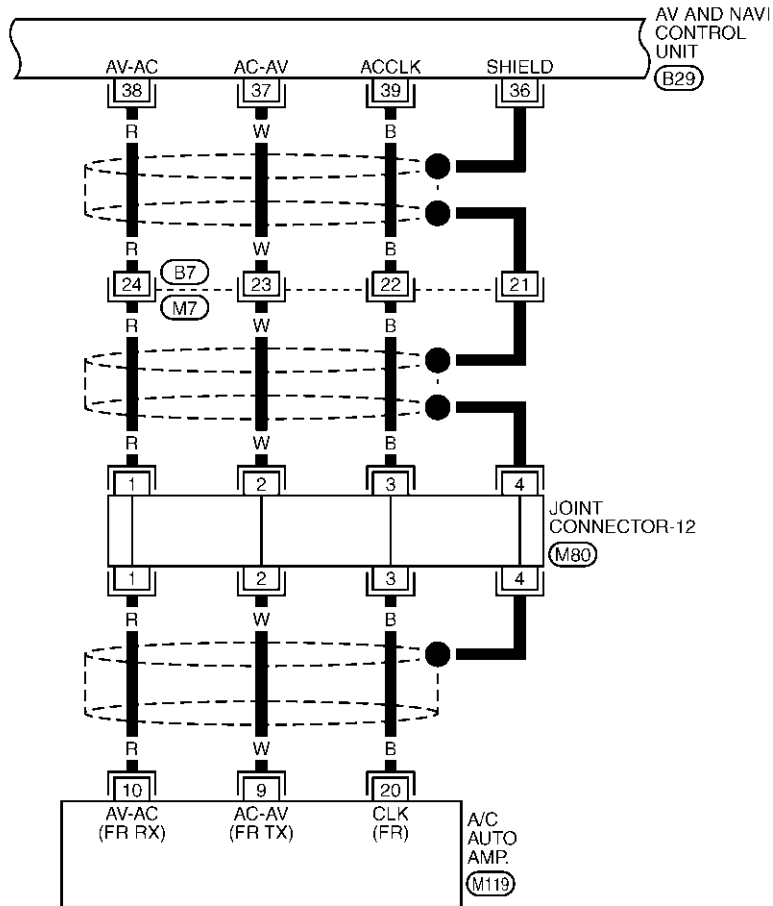 AV AND NAVI
CONTROL
UNIT
B29
AV-AC AC-AV ACCLK SHIELD
38 37 39 36
R W B
R W B
24 B7 23 22 21
M7
R W B
R W B
1 2 3 4
JOINT
CONNECTOR-12
M80
1 2 3 4
R W B
R W B
10 9 20
AV-AC AC-AV CLK
(FR RX) (FR TX) (FR)
A/C
AUTO
AMP.
M119